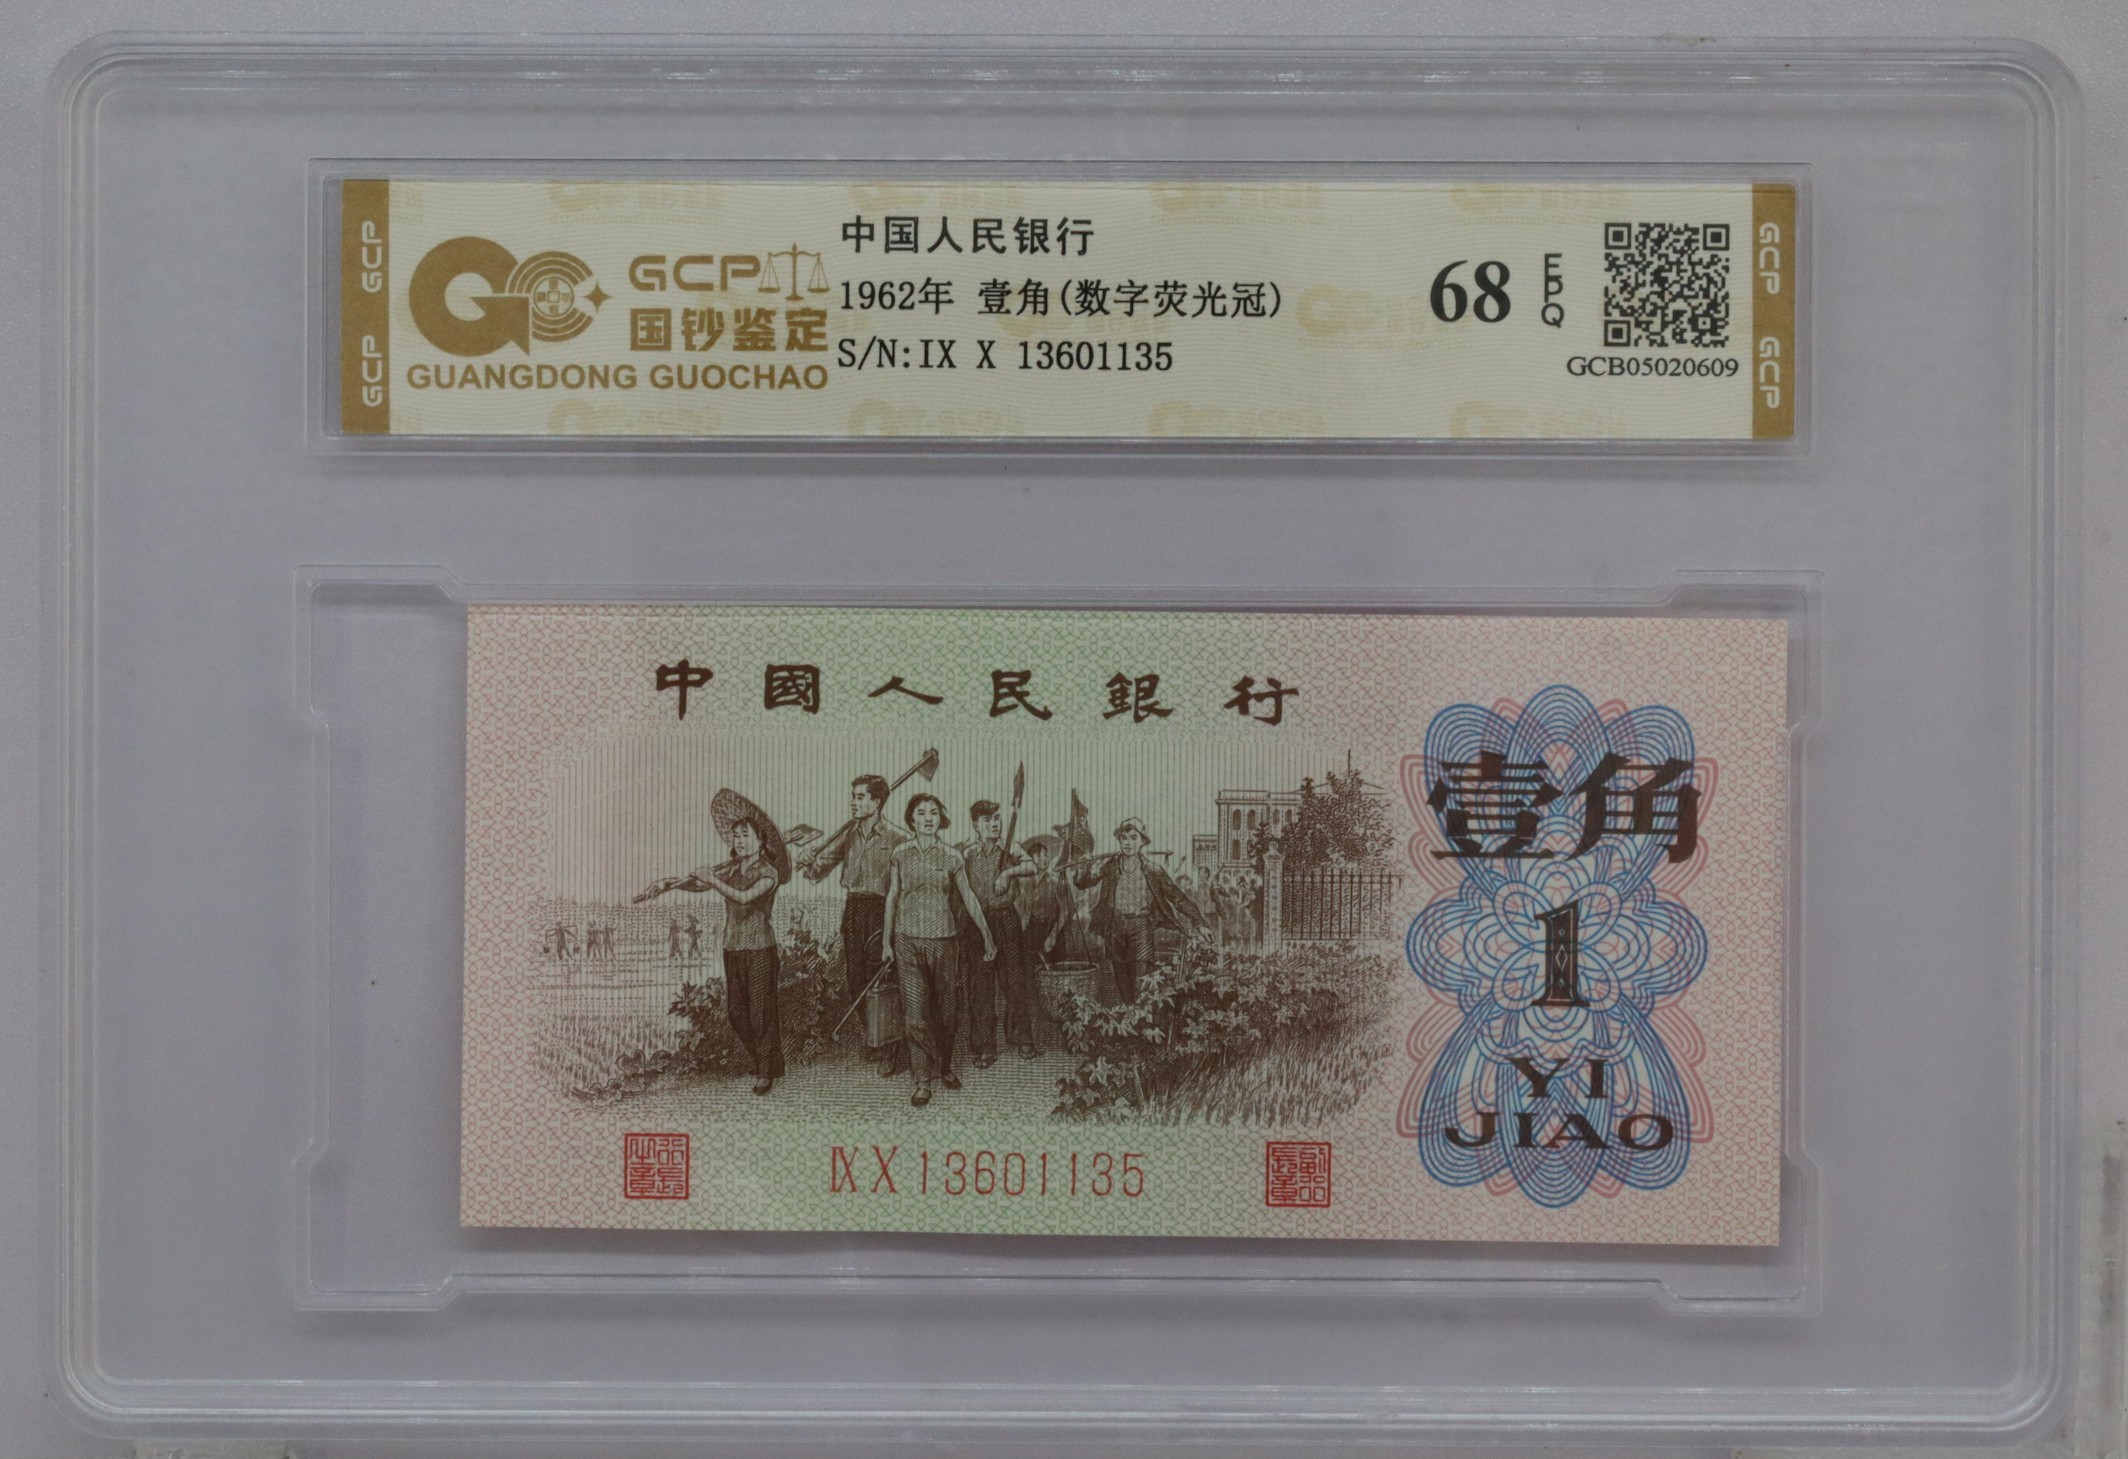 GCP
GCP
GCP
国钞鉴定
GUANGDONG GUOCHAO
中国人民银行
1962年 壹角(数字荧光冠)
S/N:IX X 13601135
68
EPQ
GCB05020609
GCP
GCP
中國人民銀行
壹角
1
YI
JIAO
IX X 13601135